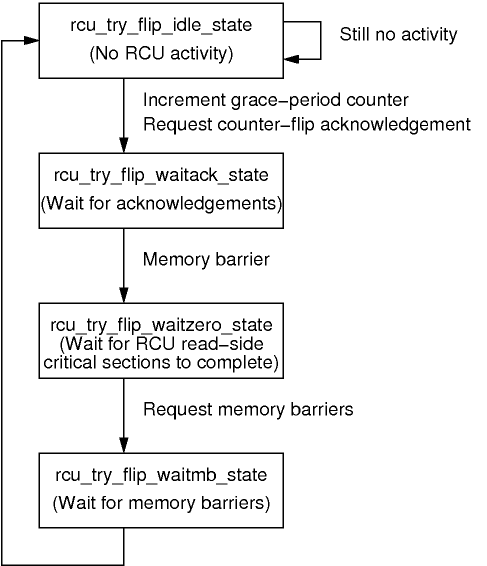 rcu_try_flip_idle_state
(No RCU activity)
Still no activity
Increment grace−period counter
Request counter−flip acknowledgement
rcu_try_flip_waitack_state
(Wait for acknowledgements)
Memory barrier
rcu_try_flip_waitzero_state
(Wait for RCU read−side
critical sections to complete)
Request memory barriers
rcu_try_flip_waitmb_state
(Wait for memory barriers)